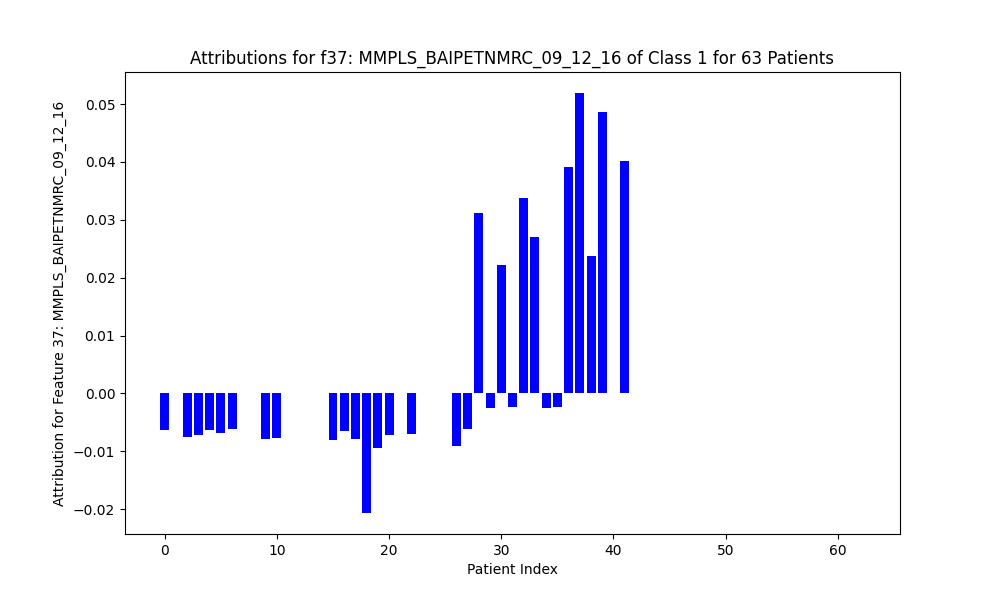 Attributions for f37: MMPLS_BAIPETNMRC_09_12_16 of Class 1 for 63 Patients
Attribution for Feature 37: MMPLS_BAIPETNMRC_09_12_16
0.05
0.04
0.03
0.02
0.01
0.00
−0.01
−0.02
0 10 20 30 40 50 60
Patient Index